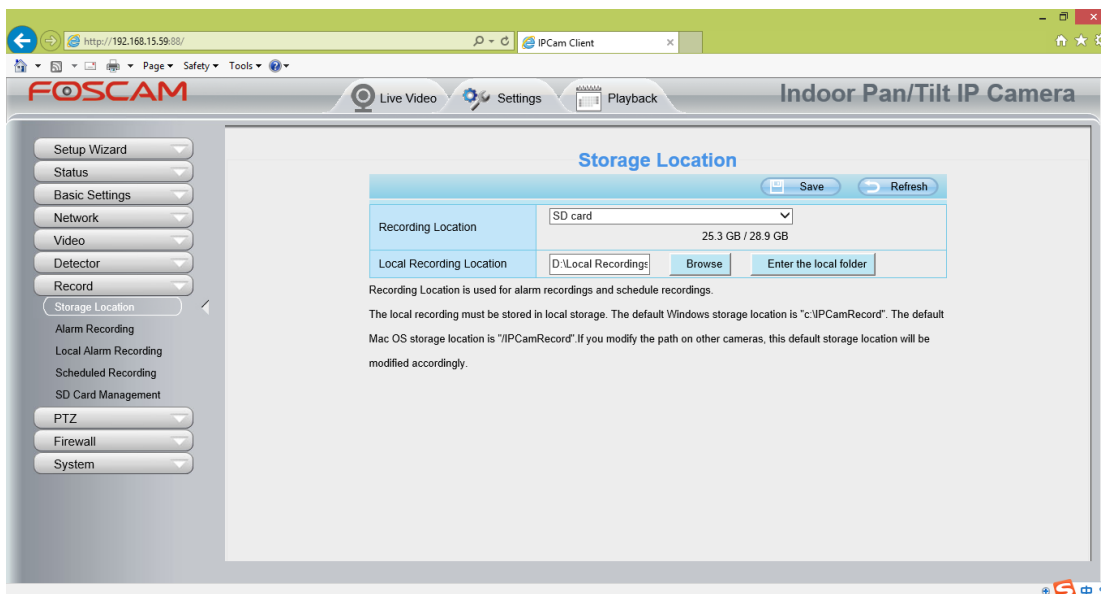 http://192.168.15.59:88/
IPCam Client
Page Safety Tools
FOSCAM
Live Video
Settings
Playback
Indoor Pan/Tilt IP Camera
Setup Wizard
Status
Basic Settings
Network
Video
Detector
Record
Storage Location
Alarm Recording
Local Alarm Recording
Scheduled Recording
SD Card Management
PTZ
Firewall
System
Storage Location
Save Refresh
Recording Location
SD card
25.3 GB / 28.9 GB
Local Recording Location
D:\Local Recordings
Browse
Enter the local folder
Recording Location is used for alarm recordings and schedule recordings.
The local recording must be stored in local storage. The default Windows storage location is "c:\IPCamRecord". The default
Mac OS storage location is "/IPCamRecord".If you modify the path on other cameras, this default storage location will be
modified accordingly.
中